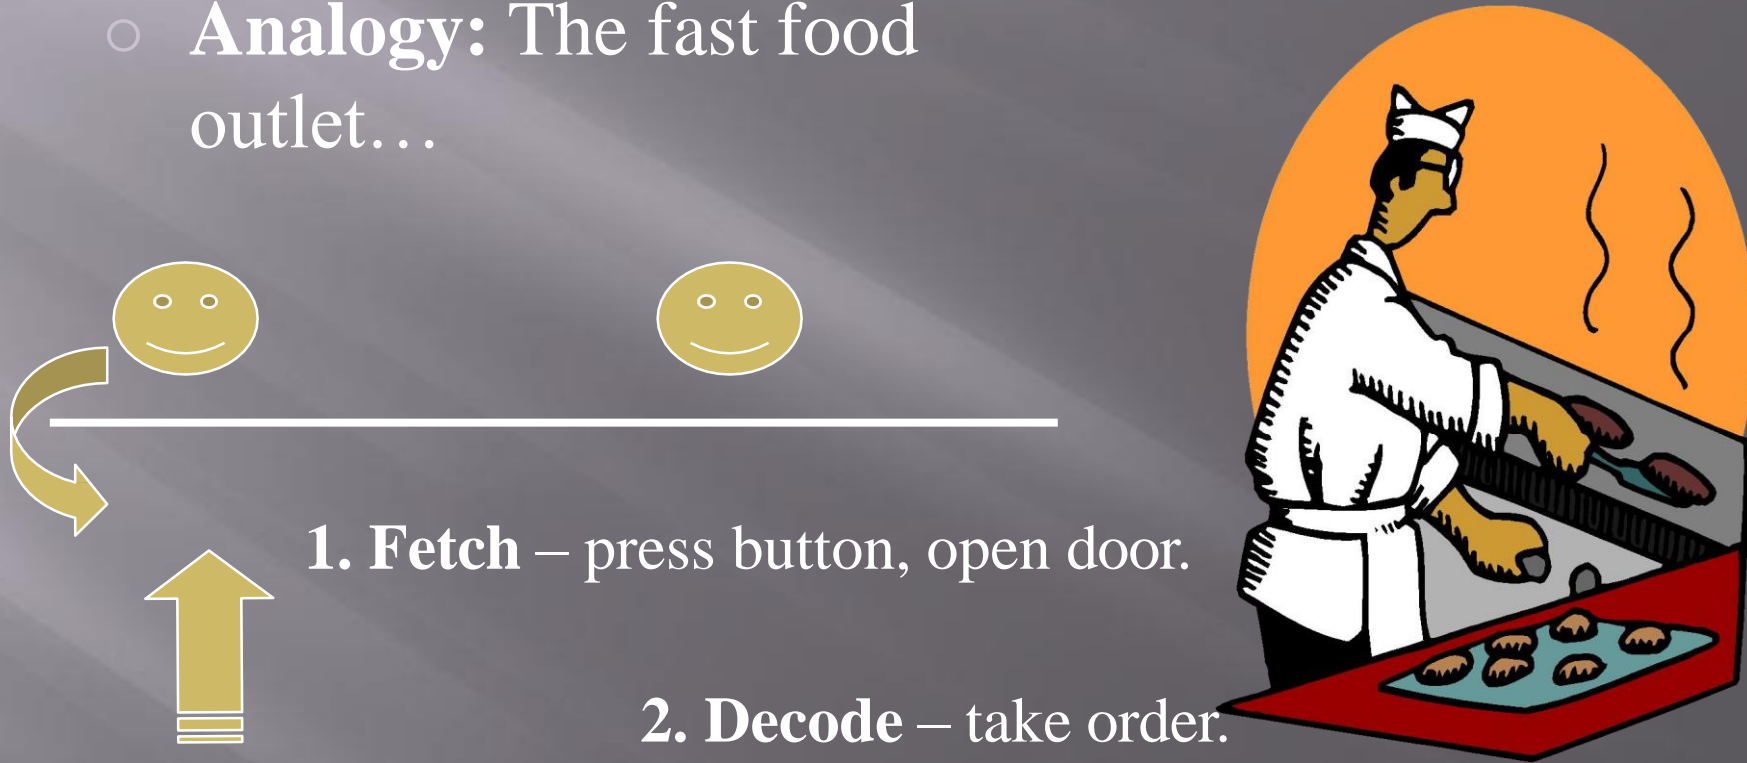 Analogy: The fast food
outlet…
1. Fetch – press button, open door.
2. Decode – take order.